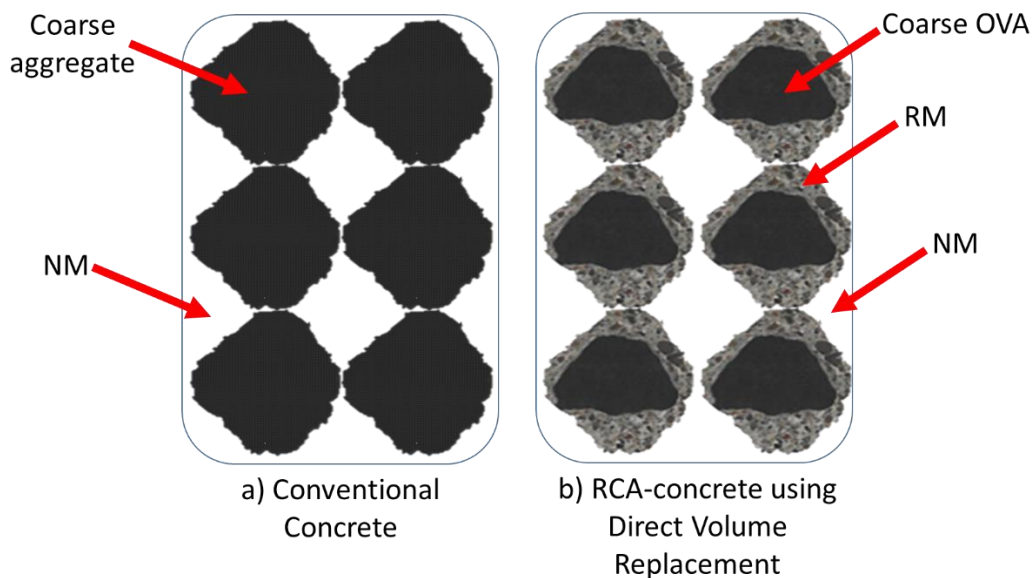 Coarse
aggregate
NM
Coarse OVA
RM
NM
a) Conventional
Concrete
b) RCA-concrete using
Direct Volume
Replacement